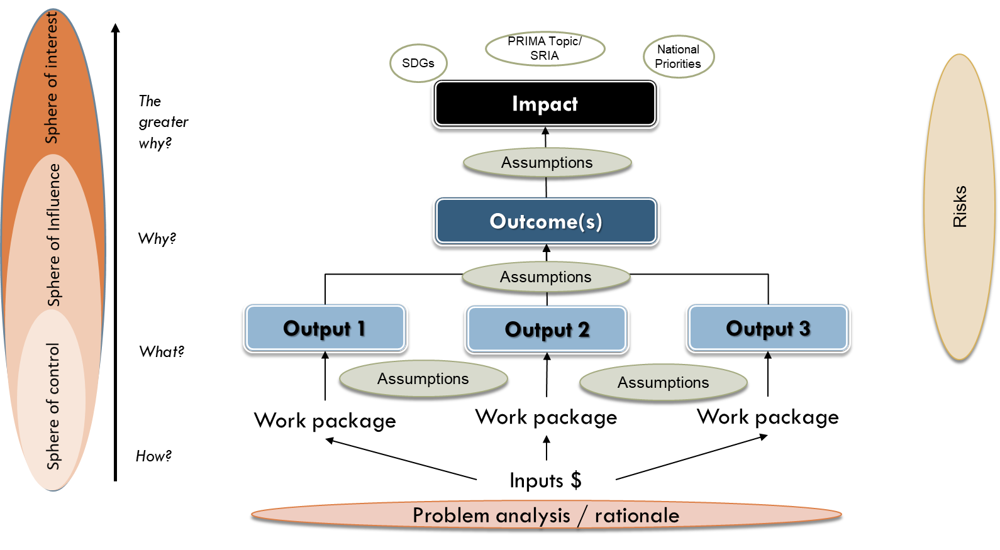 Sphere of interest
Sphere of Influence
Sphere of control
The
greater
why?
Why?
What?
How?
SDGs
PRIMA Topic/
SRIA
National
Priorities
Impact
Assumptions
Outcome(s)
Assumptions
Output 1
Output 2
Output 3
Assumptions
Assumptions
Work package
Work package
Work package
Inputs $
Problem analysis / rationale
Risks